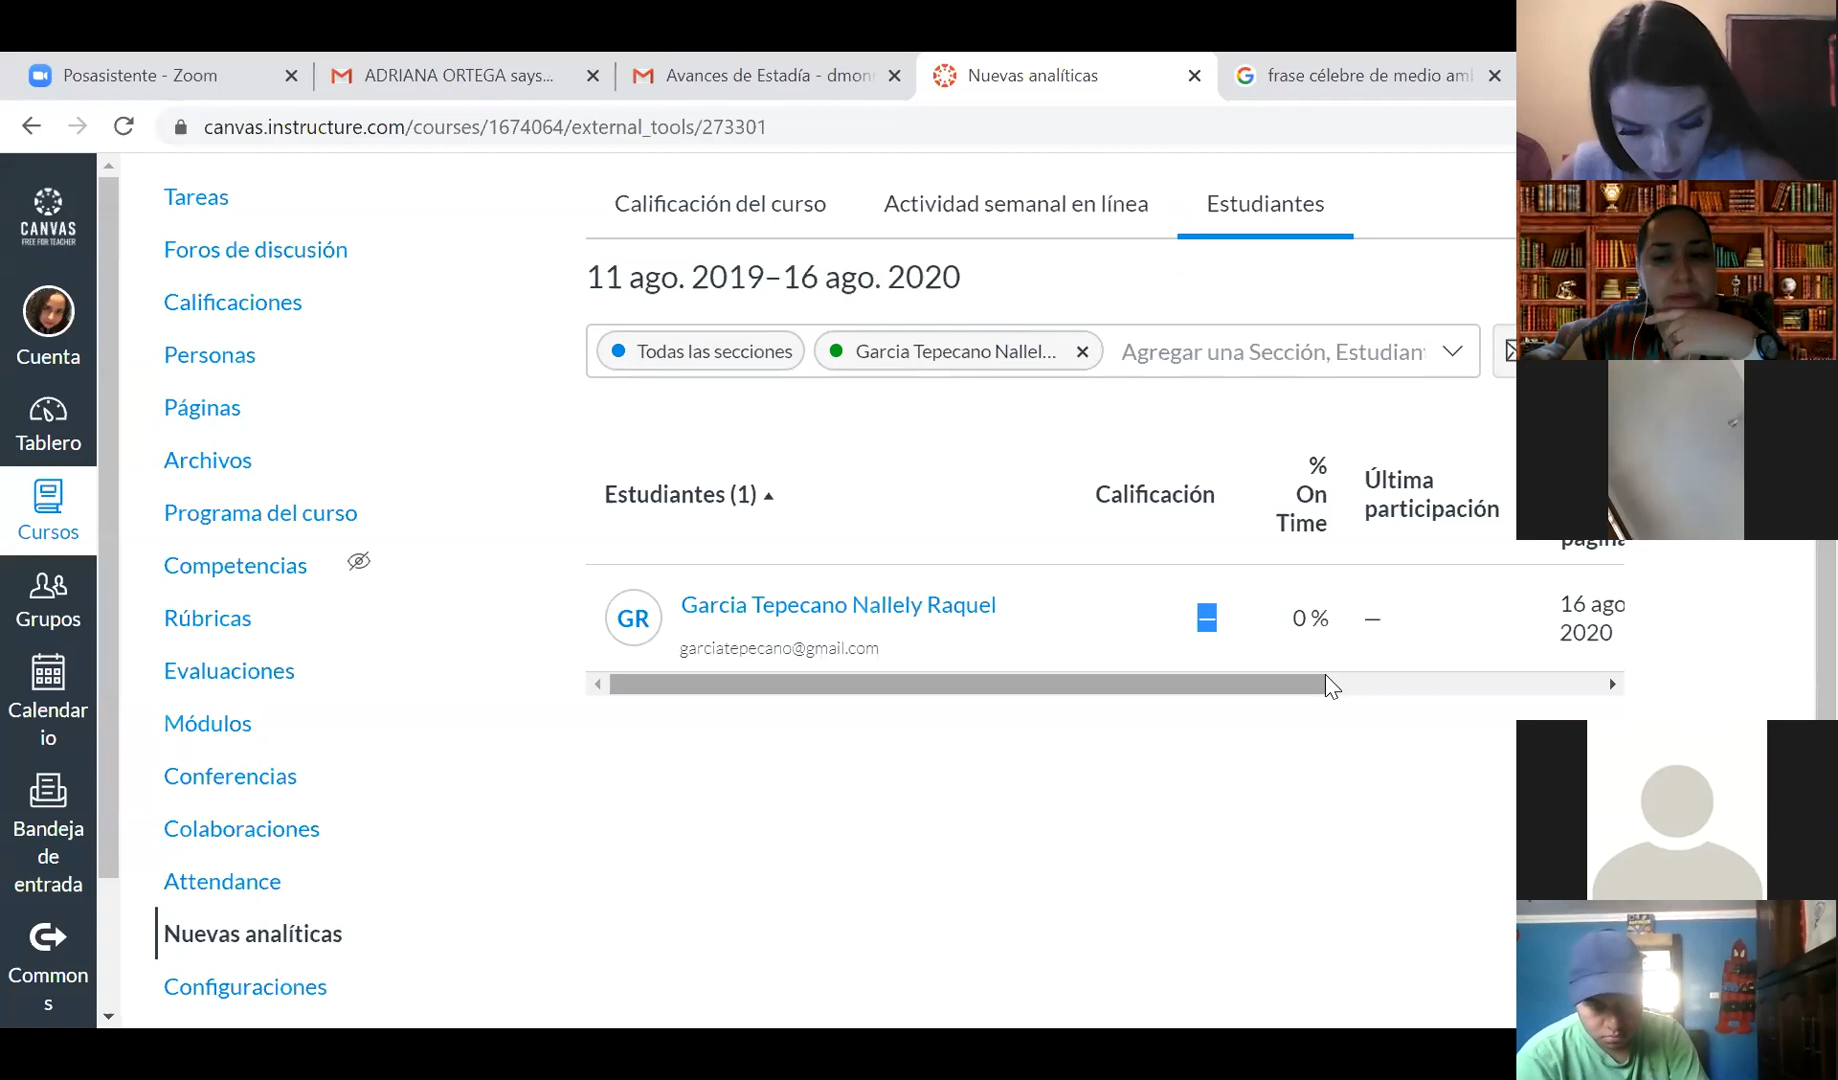 Posasistente - Zoom
ADRIANA ORTEGA says...
Avances de Estadía - dmon
Nuevas analíticas
frase célebre de medio am
canvas.instructure.com/courses/1674064/external_tools/273301
CANVAS
FREE FOR TEACHER
Cuenta
Tablero
Cursos
Grupos
Calendar
io
Bandeja
de
entrada
Common
s
Tareas
Foros de discusión
Calificaciones
Personas
Páginas
Archivos
Programa del curso
Competencias
Rúbricas
Evaluaciones
Módulos
Conferencias
Colaboraciones
Attendance
Nuevas analíticas
Configuraciones
Calificación del curso
Actividad semanal en línea
Estudiantes
11 ago. 2019–16 ago. 2020
Todas las secciones
Garcia Tepecano Nallel...
Agregar una Sección, Estudian
Estudiantes (1)
Calificación
%
On
Time
Última
participación
página
GR
Garcia Tepecano Nallely Raquel
garciatepecano@gmail.com
—
0 %
—
16 ago
2020